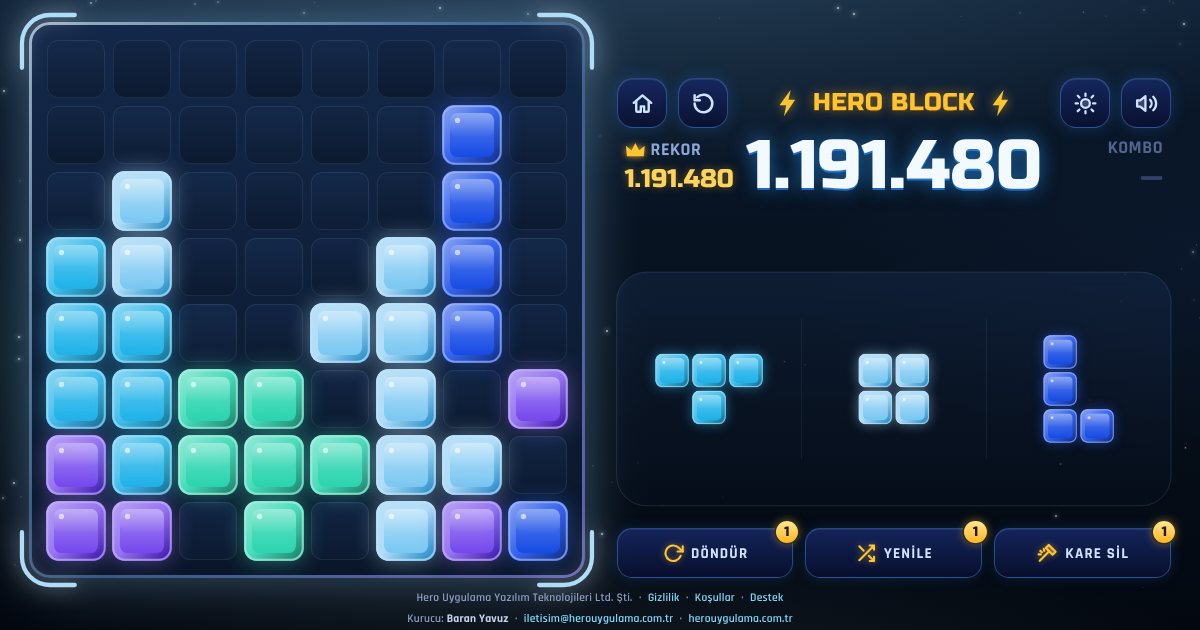 HERO BLOCK
REKOR
1.191.480
1.191.480
KOMBO
—
DÖNDÜR 1
YENİLE 1
KARE SİL 1
Hero Uygulama Yazılım Teknolojileri Ltd. Şti. · Gizlilik · Koşullar · Destek
Kurucu: Baran Yavuz · iletisim@herouygulama.com.tr · herouygulama.com.tr